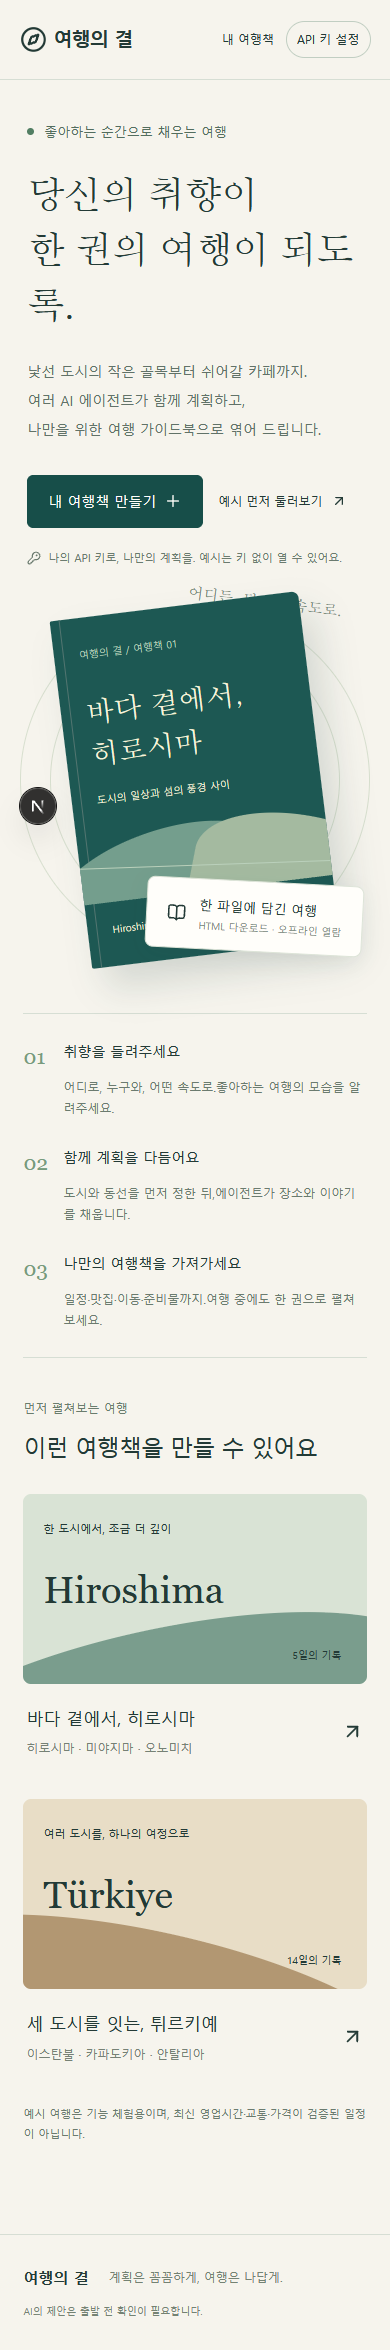 여행의 결
내 여행책
API 키 설정
좋아하는 순간으로 채우는 여행
당신의 취향이
한 권의 여행이 되도
록.
낯선 도시의 작은 골목부터 쉬어갈 카페까지.
여러 AI 에이전트가 함께 계획하고,
나만을 위한 여행 가이드북으로 엮어 드립니다.
내 여행책 만들기
예시 먼저 둘러보기
나의 API 키로, 나만의 계획을. 예시는 키 없이 열 수 있어요.
여행의 결 / 여행책 01
바다 곁에서,
히로시마
도시의 일상과 섬의 풍경 사이
N
한 파일에 담긴 여행
HTML 다운로드 · 오프라인 열람
01
취향을 들려주세요
어디로, 누구와, 어떤 속도로.좋아하는 여행의 모습을 알
려주세요.
02
함께 계획을 다듬어요
도시와 동선을 먼저 정한 뒤,에이전트가 장소와 이야기
를 채웁니다.
03
나만의 여행책을 가져가세요
일정·맛집·이동·준비물까지.여행 중에도 한 권으로 펼쳐
보세요.
먼저 펼쳐보는 여행
이런 여행책을 만들 수 있어요
한 도시에서, 조금 더 깊이
Hiroshima
5일의 기록
바다 곁에서, 히로시마
히로시마 · 미야지마 · 오노미치
여러 도시를, 하나의 여정으로
Türkiye
14일의 기록
세 도시를 잇는, 튀르키예
이스탄불 · 카파도키아 · 안탈리아
예시 여행은 기능 체험용이며, 최신 영업시간·교통·가격이 검증된 일정
이 아닙니다.
여행의 결
계획은 꼼꼼하게, 여행은 나답게.
AI의 제안은 출발 전 확인이 필요합니다.